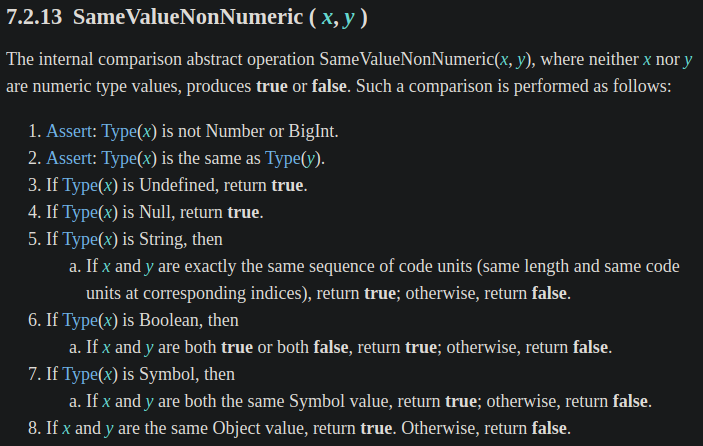 7.2.13 SameValueNonNumeric ( x, y )
The internal comparison abstract operation SameValueNonNumeric(x, y), where neither x nor y
are numeric type values, produces true or false. Such a comparison is performed as follows:
1. Assert: Type(x) is not Number or BigInt.
2. Assert: Type(x) is the same as Type(y).
3. If Type(x) is Undefined, return true.
4. If Type(x) is Null, return true.
5. If Type(x) is String, then
a. If x and y are exactly the same sequence of code units (same length and same code
units at corresponding indices), return true; otherwise, return false.
6. If Type(x) is Boolean, then
a. If x and y are both true or both false, return true; otherwise, return false.
7. If Type(x) is Symbol, then
a. If x and y are both the same Symbol value, return true; otherwise, return false.
8. If x and y are the same Object value, return true. Otherwise, return false.